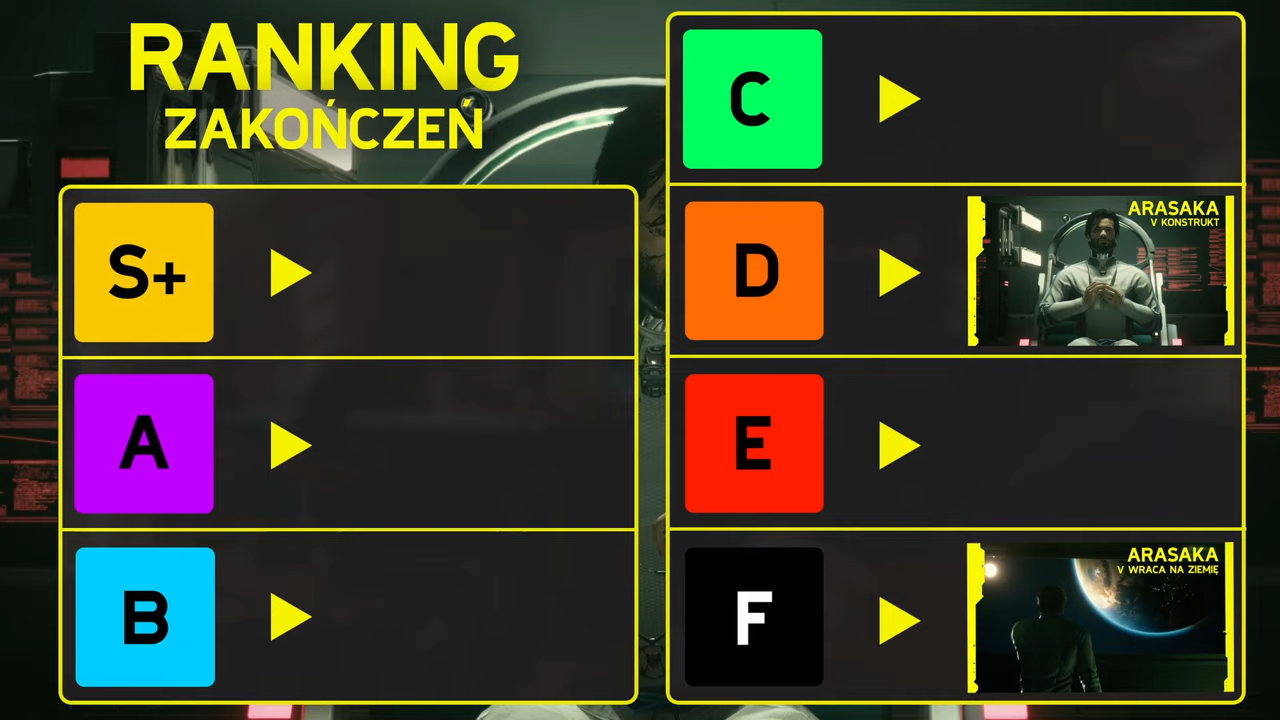 RANKING
ZAKOŃCZEŃ
S+
A
B
C
D
ARASAKA
V KONSTRUKT
E
F
ARASAKA
V WRACA NA ZIEMIĘ